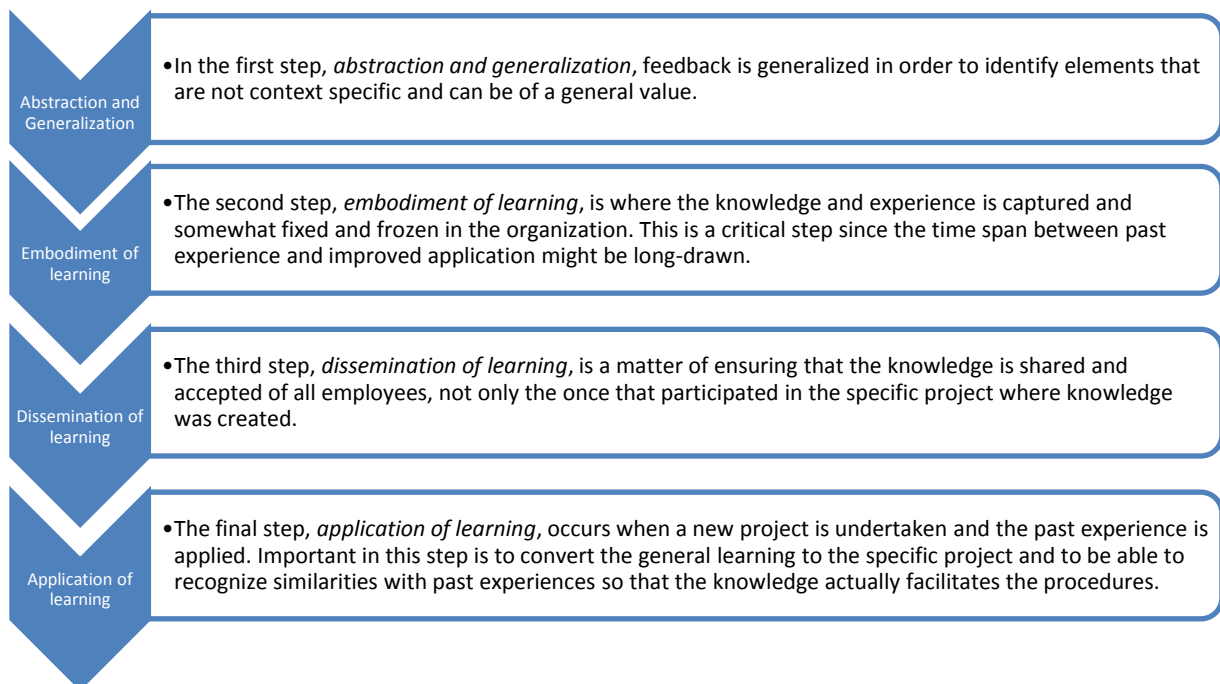 Abstraction and
Generalization
•In the first step, abstraction and generalization, feedback is generalized in order to identify elements that
are not context specific and can be of a general value.
Embodiment of
learning
•The second step, embodiment of learning, is where the knowledge and experience is captured and
somewhat fixed and frozen in the organization. This is a critical step since the time span between past
experience and improved application might be long-drawn.
Dissemination of
learning
•The third step, dissemination of learning, is a matter of ensuring that the knowledge is shared and
accepted of all employees, not only the once that participated in the specific project where knowledge
was created.
Application of
learning
•The final step, application of learning, occurs when a new project is undertaken and the past experience is
applied. Important in this step is to convert the general learning to the specific project and to be able to
recognize similarities with past experiences so that the knowledge actually facilitates the procedures.